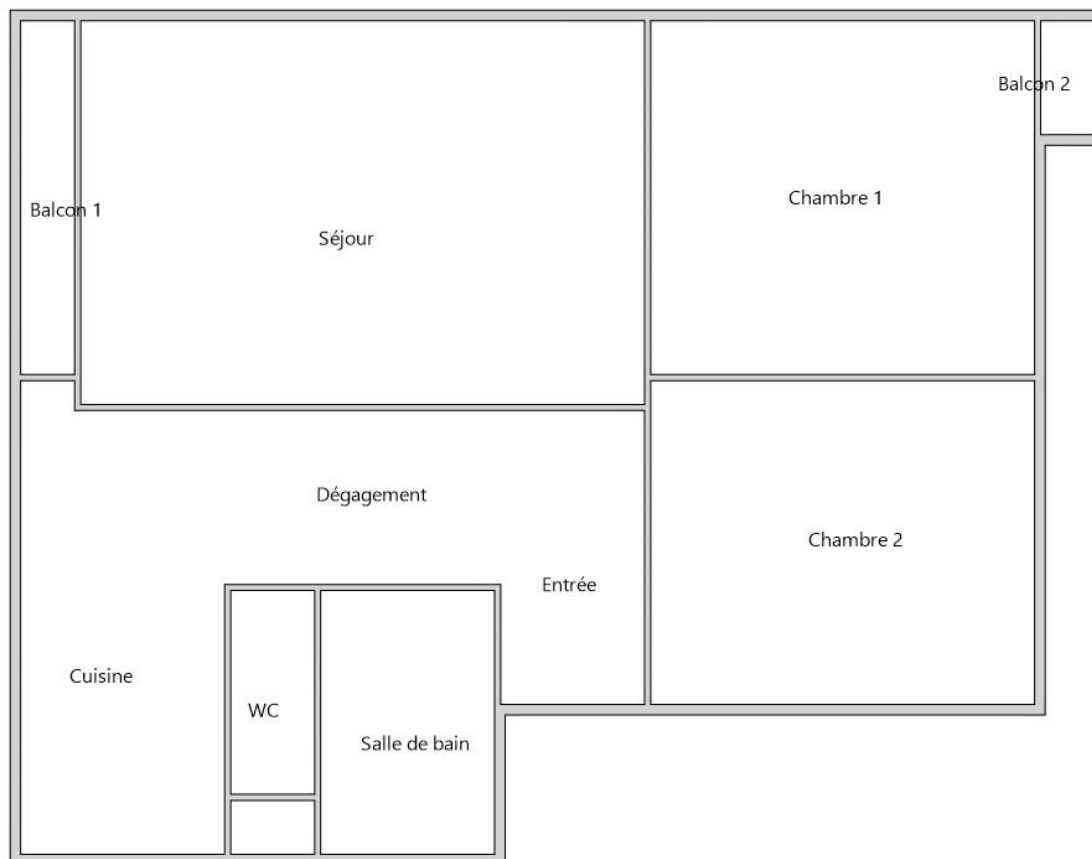 Balcon 2
Chambre 1
Balcon 1
Séjour
Dégagement
Chambre 2
Entrée
Cuisine
WC
Salle de bain